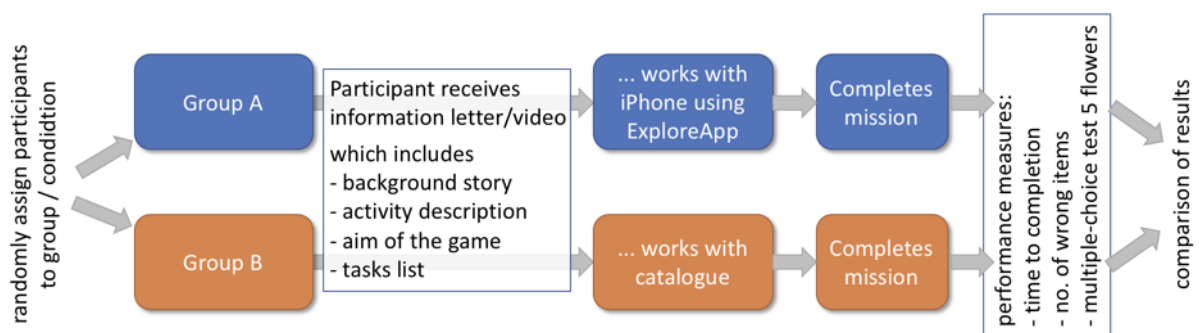 randomly assign participants
to group / condidtion
Group A
Group B
Participant receives
information letter/video
which includes
- background story
- activity description
- aim of the game
- tasks list
... works with
iPhone using
ExploreApp
... works with
catalogue
Completes
mission
Completes
mission
performance measures:
- time to completion
- no. of wrong items
- multiple-choice test 5 flowers
comparison of results